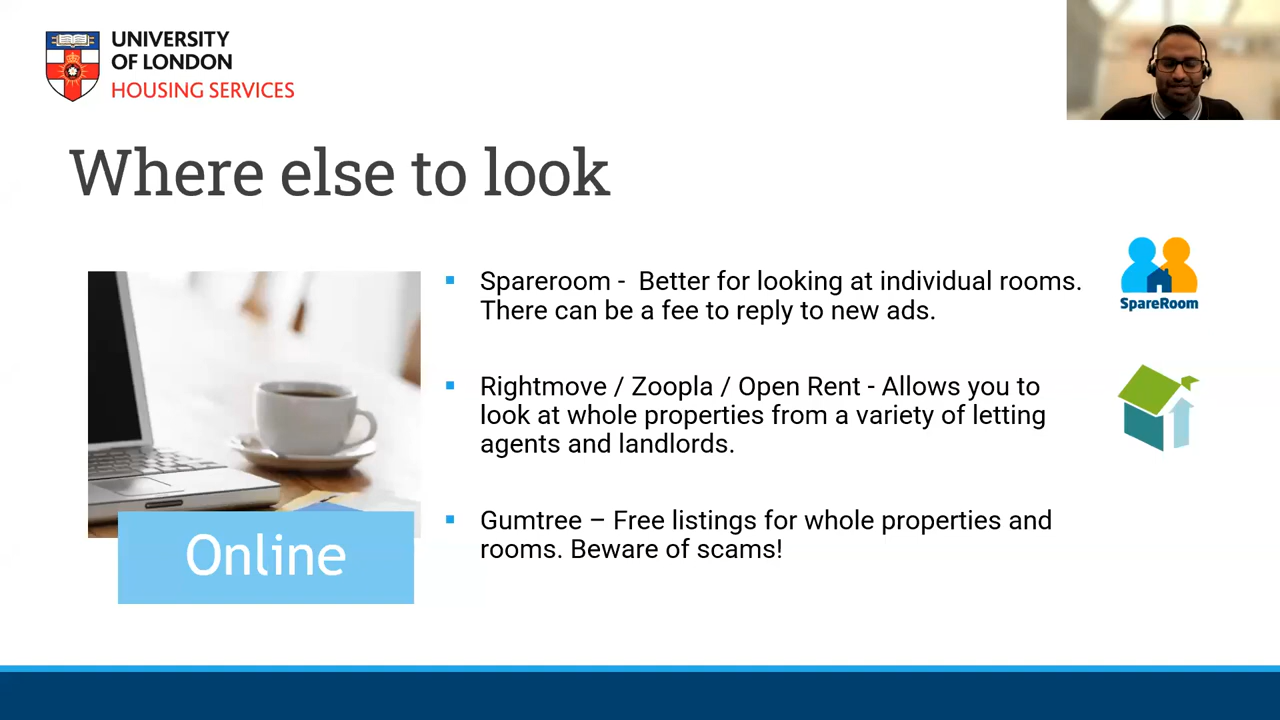 UNIVERSITY
OF LONDON
HOUSING SERVICES
Where else to look
Spareroom -  Better for looking at individual rooms.
There can be a fee to reply to new ads.
SpareRoom
Rightmove / Zoopla / Open Rent - Allows you to
look at whole properties from a variety of letting
agents and landlords.
Gumtree – Free listings for whole properties and
rooms. Beware of scams!
Online